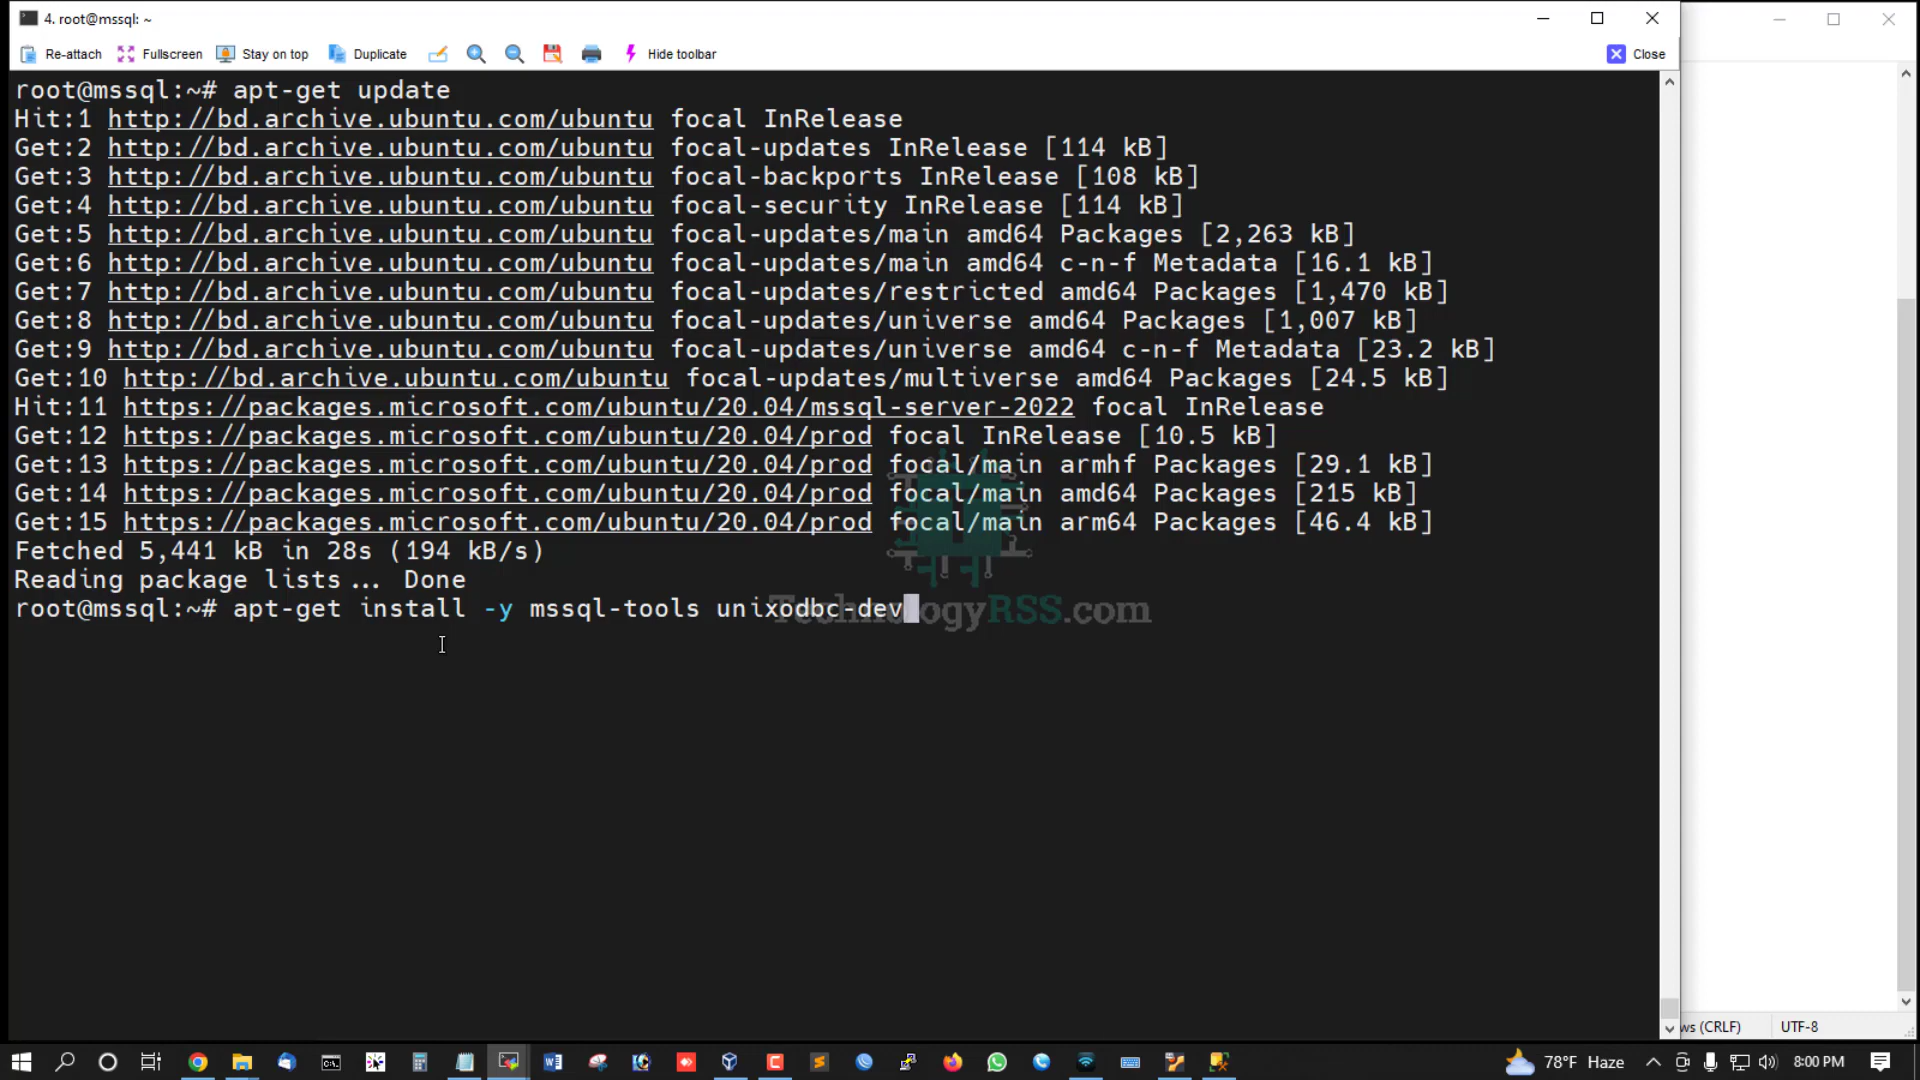 4. root@mssql: ~
Re-attach Fullscreen Stay on top Duplicate Hide toolbar Close
root@mssql:~# apt-get update
Hit:1 http://bd.archive.ubuntu.com/ubuntu focal InRelease
Get:2 http://bd.archive.ubuntu.com/ubuntu focal-updates InRelease [114 kB]
Get:3 http://bd.archive.ubuntu.com/ubuntu focal-backports InRelease [108 kB]
Get:4 http://bd.archive.ubuntu.com/ubuntu focal-security InRelease [114 kB]
Get:5 http://bd.archive.ubuntu.com/ubuntu focal-updates/main amd64 Packages [2,263 kB]
Get:6 http://bd.archive.ubuntu.com/ubuntu focal-updates/main amd64 c-n-f Metadata [16.1 kB]
Get:7 http://bd.archive.ubuntu.com/ubuntu focal-updates/restricted amd64 Packages [1,470 kB]
Get:8 http://bd.archive.ubuntu.com/ubuntu focal-updates/universe amd64 Packages [1,007 kB]
Get:9 http://bd.archive.ubuntu.com/ubuntu focal-updates/universe amd64 c-n-f Metadata [23.2 kB]
Get:10 http://bd.archive.ubuntu.com/ubuntu focal-updates/multiverse amd64 Packages [24.5 kB]
Hit:11 https://packages.microsoft.com/ubuntu/20.04/mssql-server-2022 focal InRelease
Get:12 https://packages.microsoft.com/ubuntu/20.04/prod focal InRelease [10.5 kB]
Get:13 https://packages.microsoft.com/ubuntu/20.04/prod focal/main armhf Packages [29.1 kB]
Get:14 https://packages.microsoft.com/ubuntu/20.04/prod focal/main amd64 Packages [215 kB]
Get:15 https://packages.microsoft.com/ubuntu/20.04/prod focal/main arm64 Packages [46.4 kB]
Fetched 5,441 kB in 28s (194 kB/s)
Reading package lists... Done
root@mssql:~# apt-get install -y mssql-tools unixodbc-dev
TechnologyRSS.com
ws (CRLF) UTF-8
78°F Haze 8:00 PM